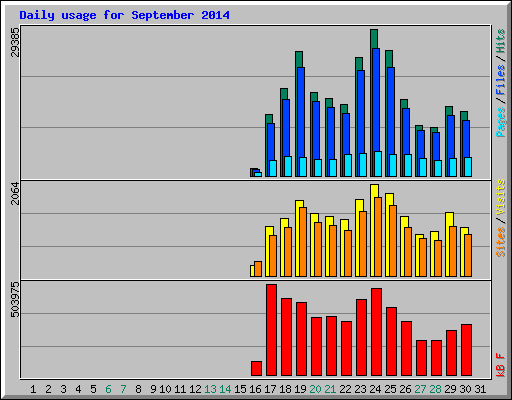 Daily usage for September 2014
29385
2064
503975
Pages/Files/Hits
Sites/Visits
kB F
1 2 3 4 5 6 7 8 9 10 11 12 13 14 15 16 17 18 19 20 21 22 23 24 25 26 27 28 29 30 31